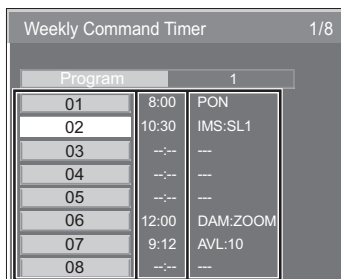 Weekly Command Timer 1/8
Program 1
01 8:00 PON
02 10:30 IMS:SL1
03 --:-- ---
04 --:-- ---
05 --:-- ---
06 12:00 DAM:ZOOM
07 9:12 AVL:10
08 --:-- ---